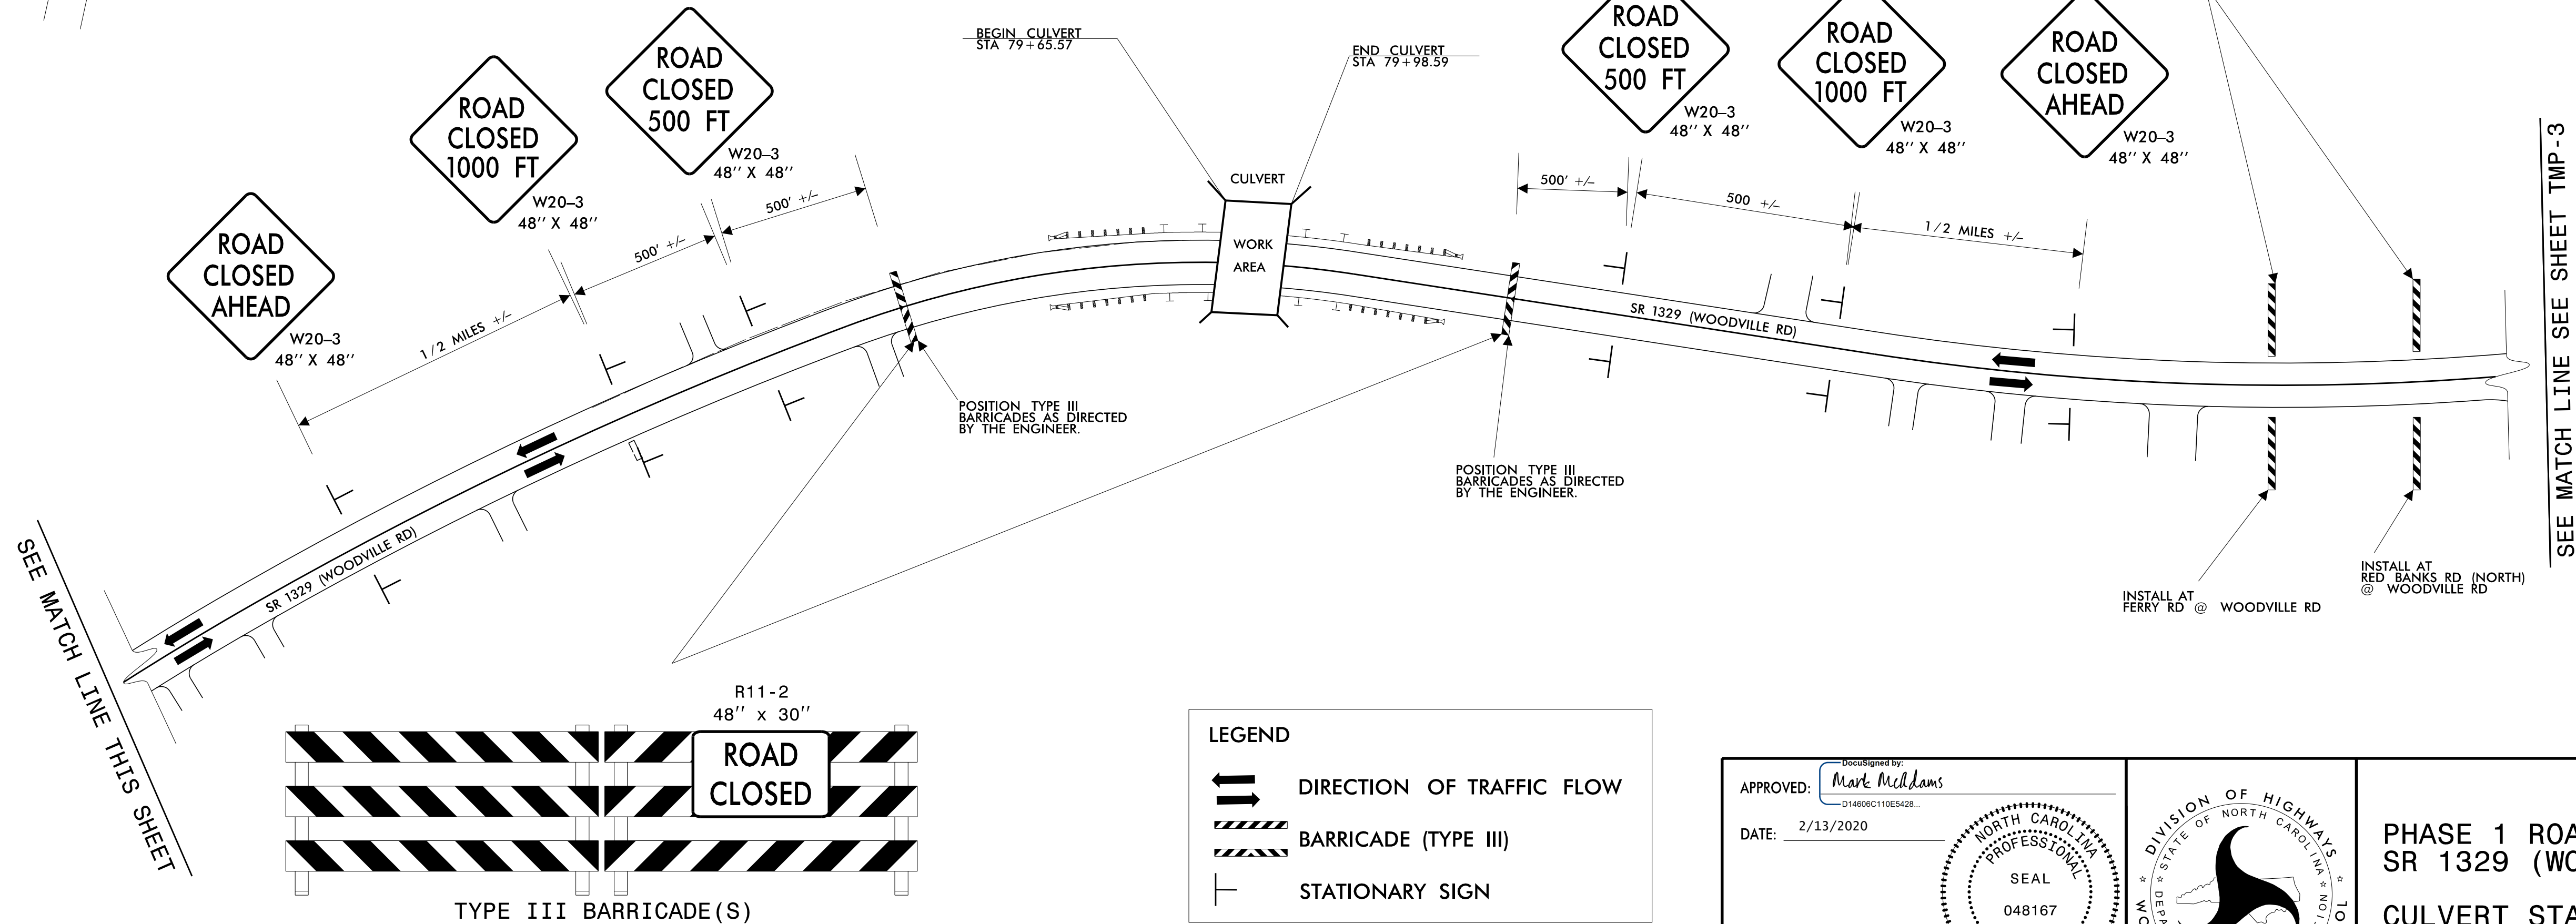 ROAD
CLOSED
AHEAD
W20–3
48'' X 48''
ROAD
CLOSED
1000 FT
W20–3
48'' X 48''
ROAD
CLOSED
500 FT
W20–3
48'' X 48''
1/2 MILES +/–
500' +/–
500' +/–
BEGIN CULVERT
STA 79+65.57
END CULVERT
STA 79+98.59
CULVERT
WORK
AREA
ROAD
CLOSED
500 FT
W20–3
48'' X 48''
ROAD
CLOSED
1000 FT
W20–3
48'' X 48''
ROAD
CLOSED
AHEAD
W20–3
48'' X 48''
500' +/–
500 +/–
1/2 MILES +/–
SR 1329 (WOODVILLE RD)
SR 1329 (WOODVILLE RD)
POSITION TYPE III
BARRICADES AS DIRECTED
BY THE ENGINEER.
POSITION TYPE III
BARRICADES AS DIRECTED
BY THE ENGINEER.
INSTALL AT
FERRY RD @ WOODVILLE RD
INSTALL AT
RED BANKS RD (NORTH)
@ WOODVILLE RD
SEE MATCH LINE THIS SHEET
SEE MATCH LINE SEE SHEET TMP-3
R11-2
48'' x 30''
ROAD
CLOSED
TYPE III BARRICADE(S)
LEGEND
DIRECTION OF TRAFFIC FLOW
BARRICADE (TYPE III)
STATIONARY SIGN
APPROVED:
DocuSigned by:
Mark McAdams
D14606C110E5428...
DATE: 2/13/2020
NORTH CAROLINA
PROFESSIONAL
SEAL
048167
DIVISION OF HIGHWAYS
STATE OF NORTH CAROLINA
PHASE 1 ROA
SR 1329 (WO
CULVERT STA